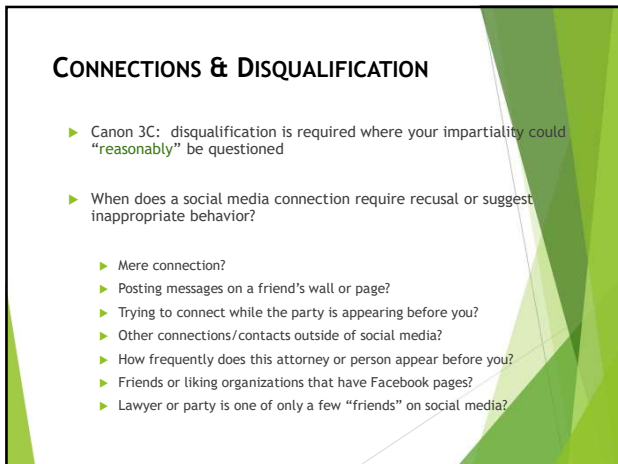 CONNECTIONS & DISQUALIFICATION
Canon 3C: disqualification is required where your impartiality could
“reasonably” be questioned
When does a social media connection require recusal or suggest
inappropriate behavior?
Mere connection?
Posting messages on a friend’s wall or page?
Trying to connect while the party is appearing before you?
Other connections/contacts outside of social media?
How frequently does this attorney or person appear before you?
Friends or liking organizations that have Facebook pages?
Lawyer or party is one of only a few “friends” on social media?